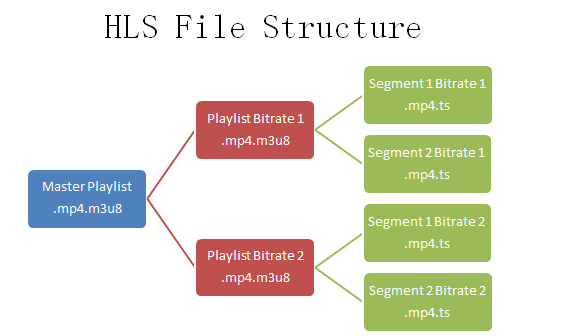 HLS File Structure
Master Playlist
.mp4.m3u8
Playlist Bitrate 1
.mp4.m3u8
Playlist Bitrate 2
.mp4.m3u8
Segment 1 Bitrate 1
.mp4.ts
Segment 2 Bitrate 1
.mp4.ts
Segment 1 Bitrate 2
.mp4.ts
Segment 2 Bitrate 2
.mp4.ts